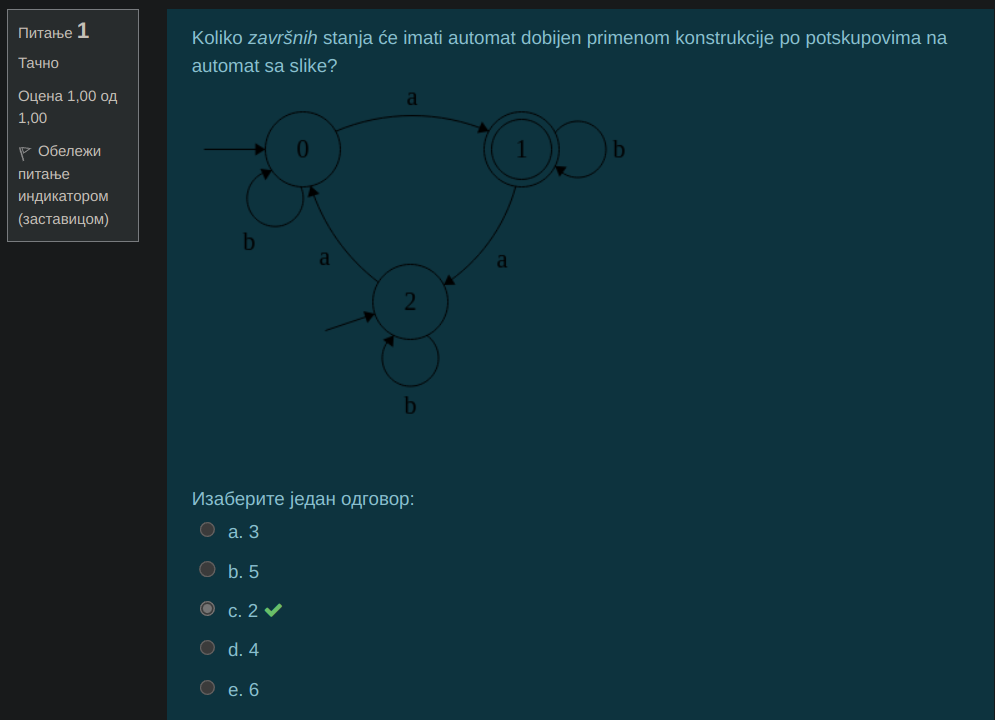 Питање 1
Тачно
Оцена 1,00 од
1,00
Обележи
питање
индикатором
(заставицом)
Koliko završnih stanja će imati automat dobijen primenom konstrukcije po potskupovima na
automat sa slike?
a
0
1
b
b
a
a
2
b
Изаберите један одговор:
a. 3
b. 5
c. 2
d. 4
e. 6